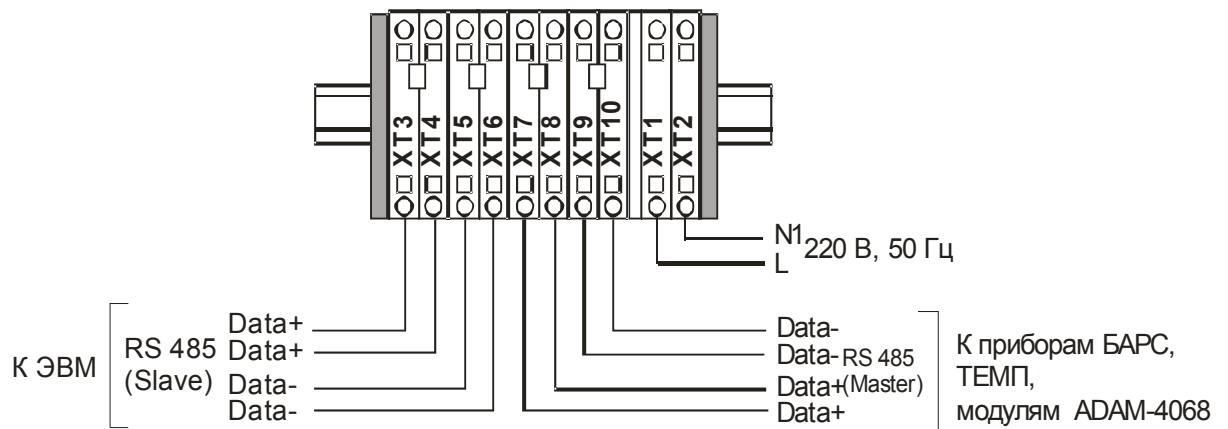 XT3 XT4 XT5 XT6 XT7 XT8 XT9 XT10 XT1 XT2
N1
L
220 В, 50 Гц
К ЭВМ
RS 485
(Slave)
Data+
Data+
Data-
Data-
Data-
Data-
Data+
Data+
RS 485
(Master)
К приборам БАРС,
ТЕМП,
модулям ADAM-4068